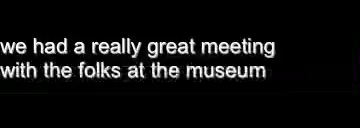 we had a really great meeting
with the folks at the museum